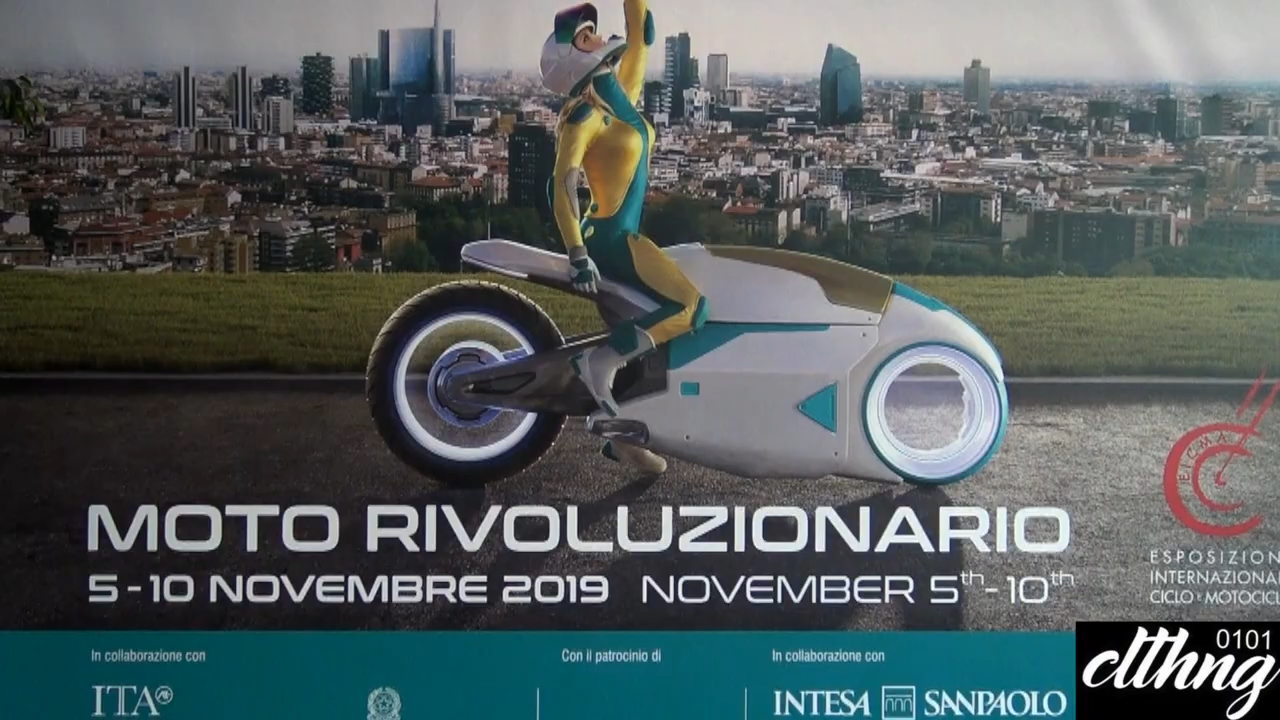 MOTO RIVOLUZIONARIO
5-10 NOVEMBRE 2019 NOVEMBER 5th-10th
EICMA
ESPOSIZION
INTERNAZIONAL
CICLO E MOTOCICL
In collaborazione con
Con il patrocinio di
In collaborazione con
ITA
INTESA SANPAOLO
0101
clthng